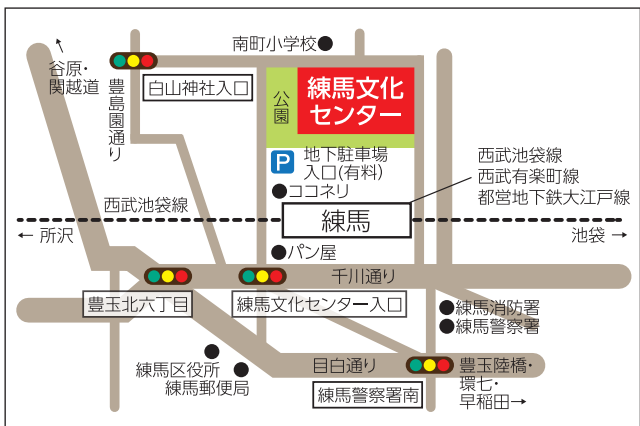 南町小学校
谷原・
関越道
豊島園通り
白山神社入口
公園
練馬文化
センター
P
地下駐車場
入口(有料)
ココネリ
西武池袋線
西武有楽町線
都営地下鉄大江戸線
西武池袋線
練馬
← 所沢
池袋 →
パン屋
千川通り
豊玉北六丁目
練馬文化センター入口
練馬消防署
練馬警察署
練馬区役所
練馬郵便局
目白通り
練馬警察署南
豊玉陸橋・
環七・
早稲田→